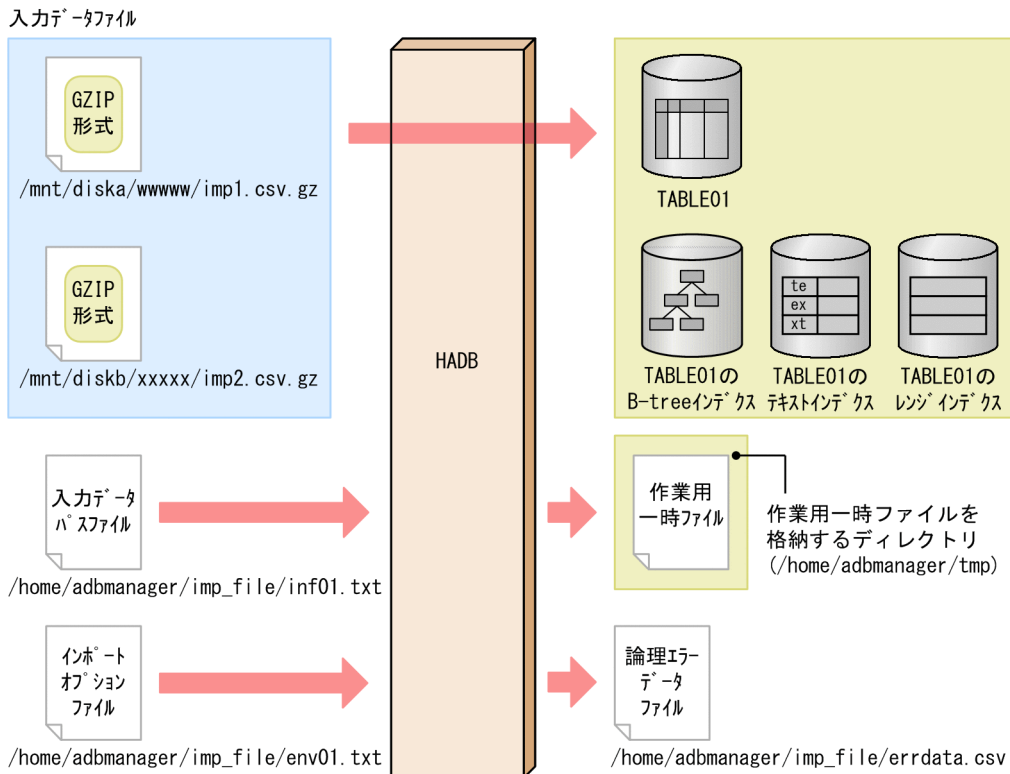 入力ﾃﾞｰﾀﾌｧｲﾙ
GZIP
形式
/mnt/diska/wwwww/imp1.csv.gz
GZIP
形式
/mnt/diskb/xxxxx/imp2.csv.gz
入力ﾃﾞｰﾀ
ﾊﾟｽﾌｧｲﾙ
/home/adbmanager/imp_file/inf01.txt
ｲﾝﾎﾟｰﾄ
ｵﾌﾟｼｮﾝ
ﾌｧｲﾙ
/home/adbmanager/imp_file/env01.txt
HADB
TABLE01
te
ex
xt
TABLE01の
B-treeｲﾝﾃﾞｸｽ
TABLE01の
ﾃｷｽﾄｲﾝﾃﾞｸｽ
TABLE01の
ﾚﾝｼﾞｲﾝﾃﾞｸｽ
作業用
一時ﾌｧｲﾙ
作業用一時ファイルを
格納するディレクトリ
(/home/adbmanager/tmp)
論理ｴﾗｰ
ﾃﾞｰﾀ
ﾌｧｲﾙ
/home/adbmanager/imp_file/errdata.csv